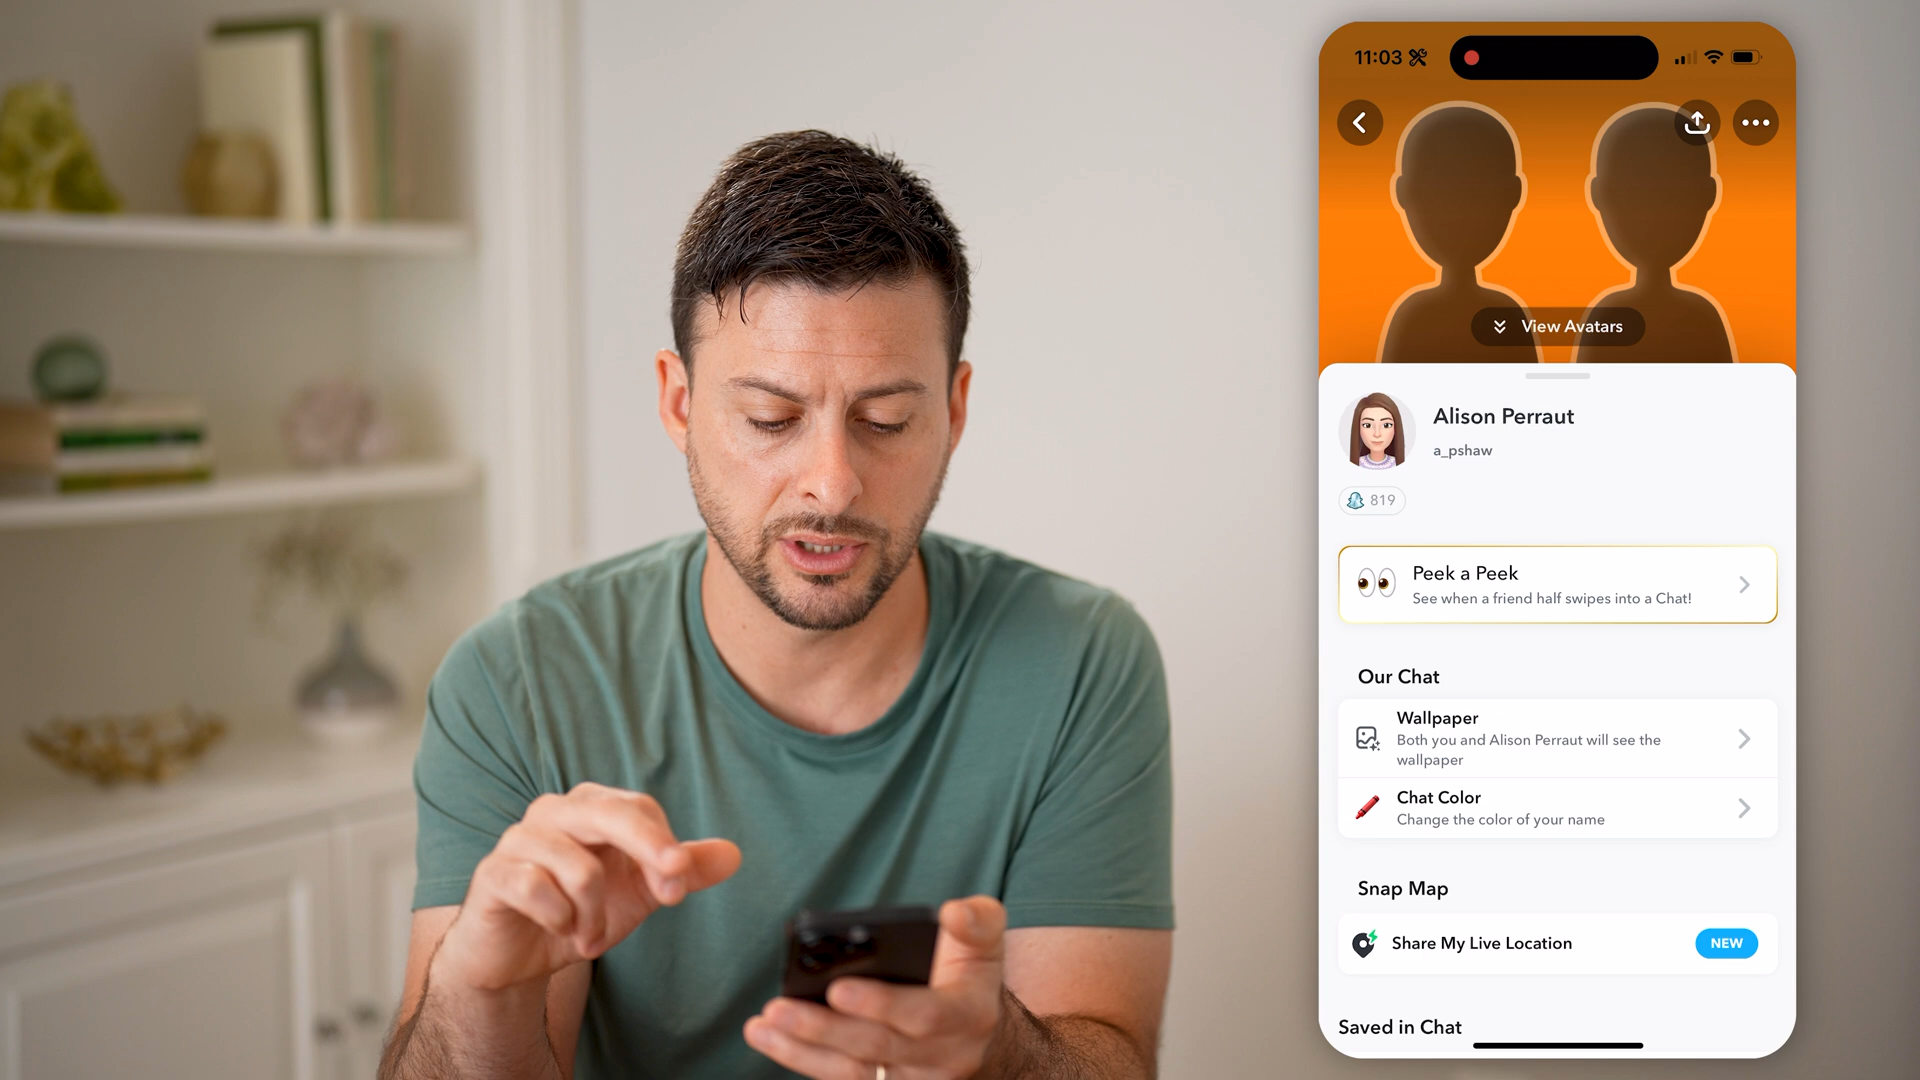 11:03
View Avatars
Alison Perraut
a_pshaw
819
Peek a Peek
See when a friend half swipes into a Chat!
Our Chat
Wallpaper
Both you and Alison Perraut will see the
wallpaper
Chat Color
Change the color of your name
Snap Map
Share My Live Location
NEW
Saved in Chat